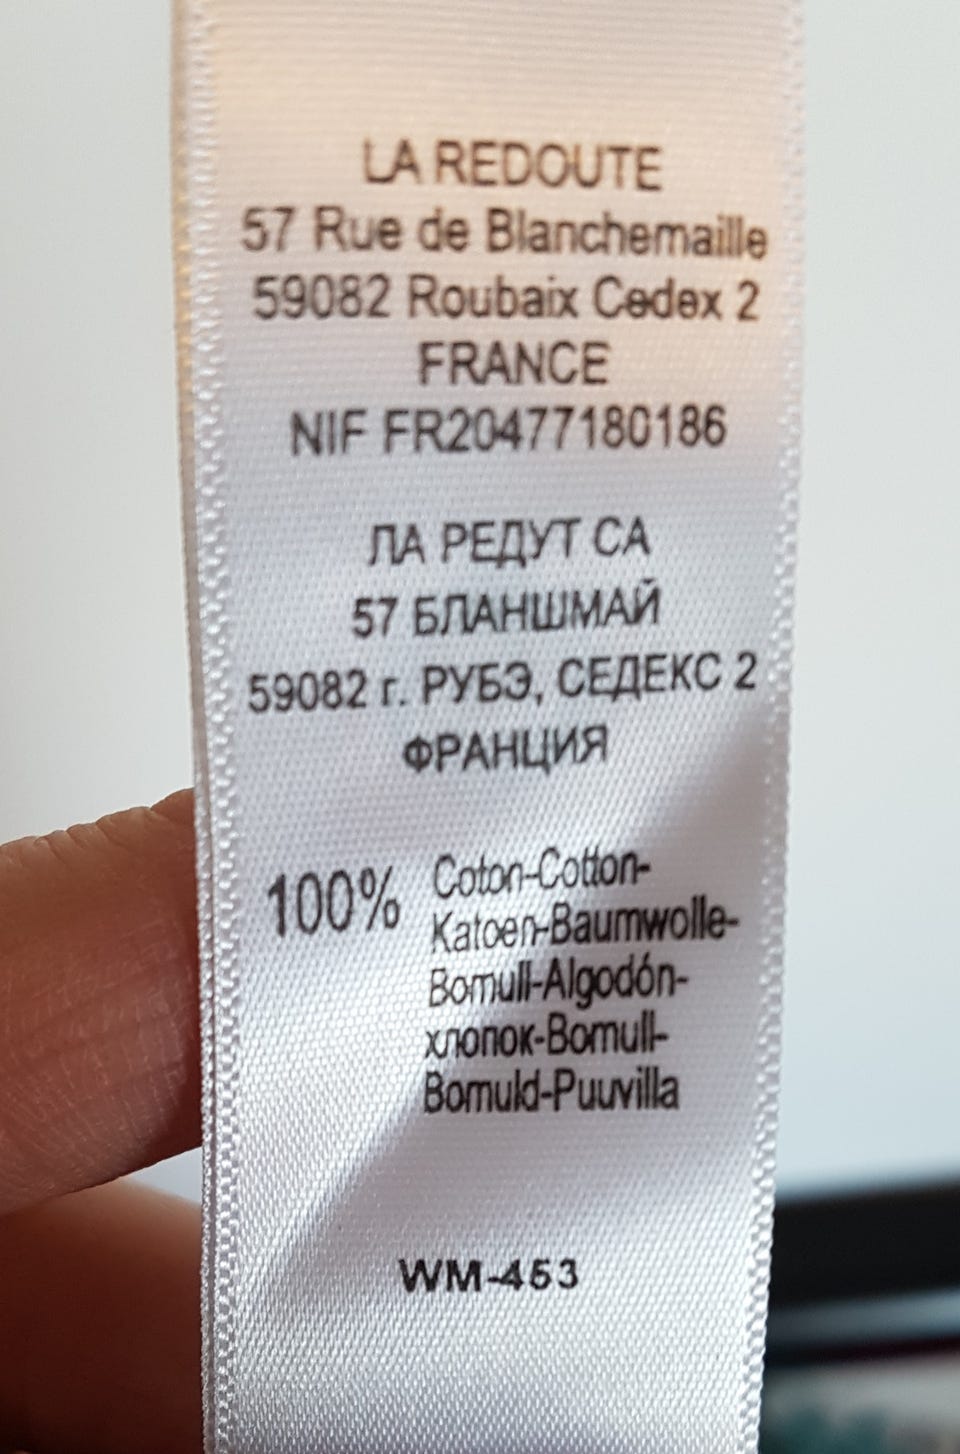 LA REDOUTE
57 Rue de Blanchemaille
59082 Roubaix Cedex 2
FRANCE
NIF FR20477180186
ЛА РЕДУТ СА
57 БЛАНШМАЙ
59082 г. РУБЭ, СЕДЕКС 2
ФРАНЦИЯ
100% Coton-Cotton-
Katoen-Baumwolle-
Bomull-Algodón-
хлопок-Bomull-
Bomuld-Puuvilla
WM-453